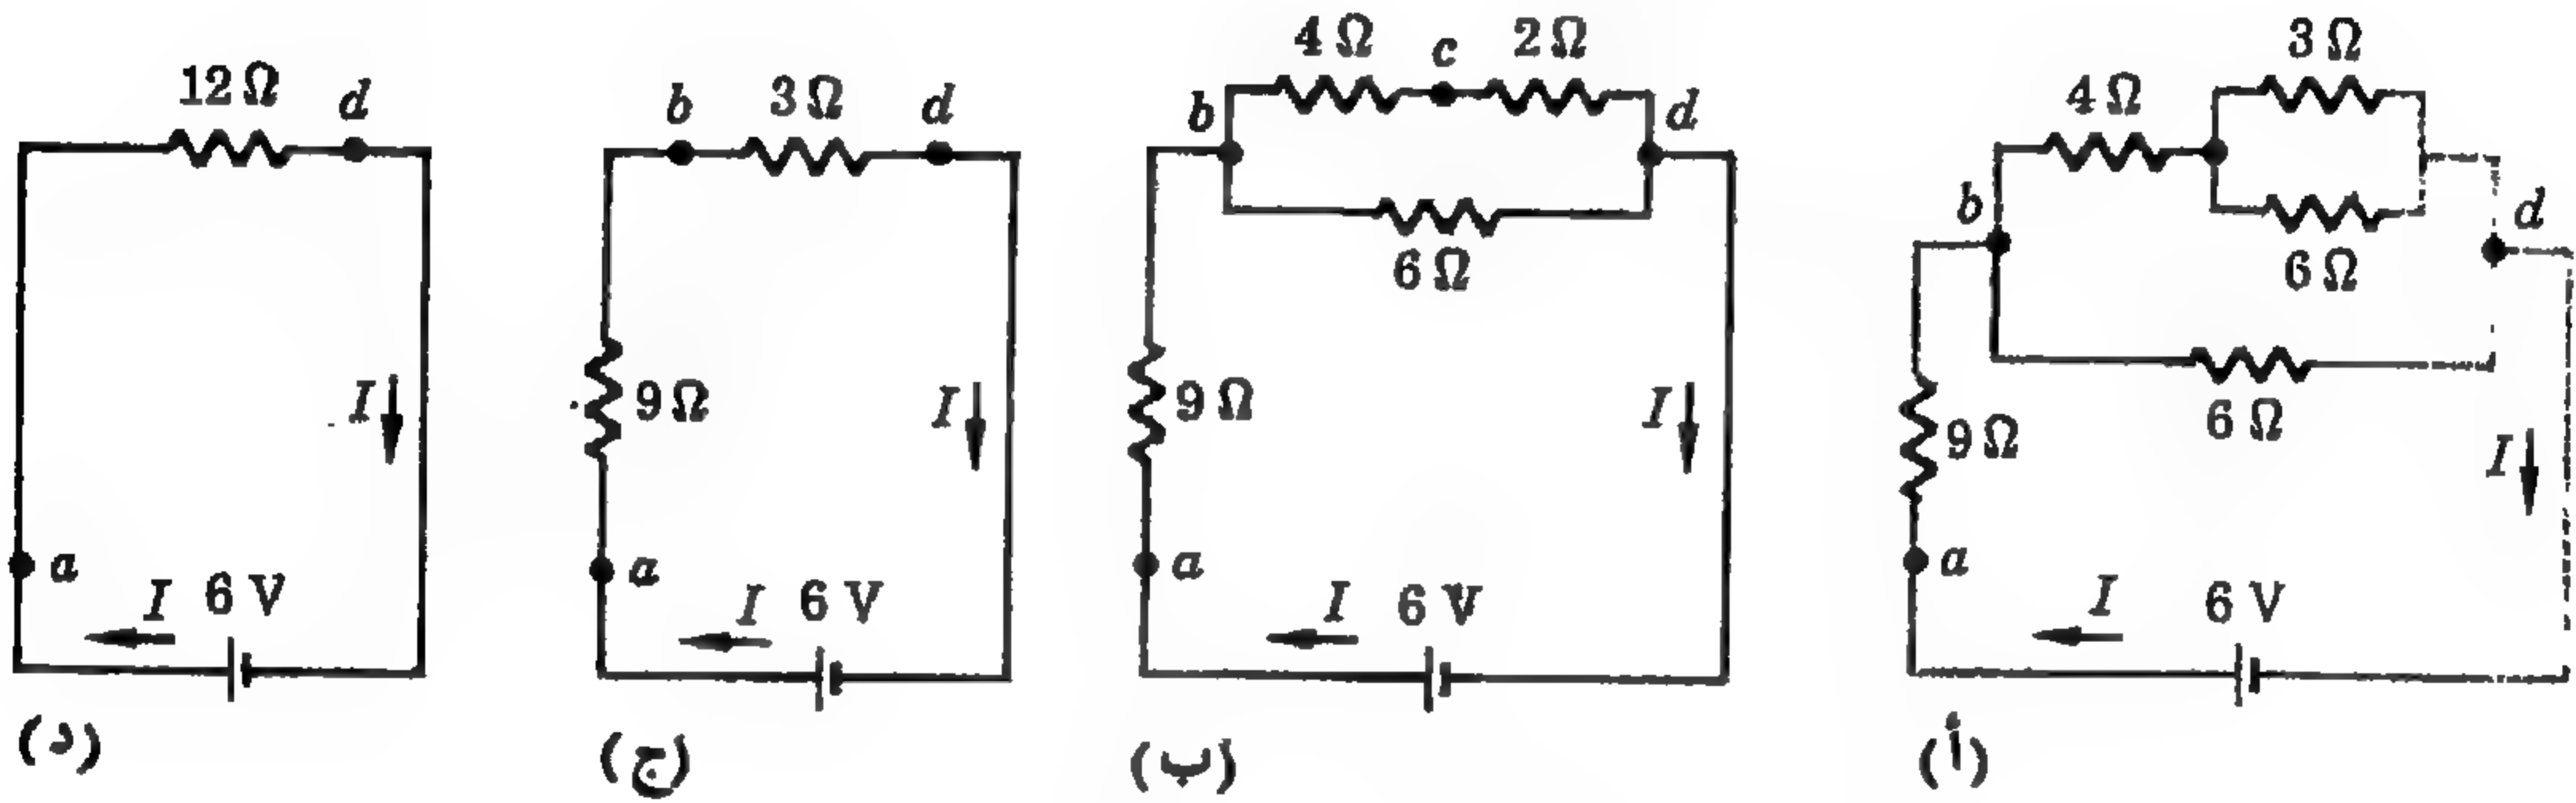 3 Ω
4 Ω
b
d
6 Ω
6 Ω
9 Ω
I
a
I 6 V
(أ)
4 Ω c 2 Ω
b d
6 Ω
9 Ω
I
a
I 6 V
(ب)
b 3 Ω d
9 Ω
I
a
I 6 V
(ج)
12 Ω d
I
a
I 6 V
(د)